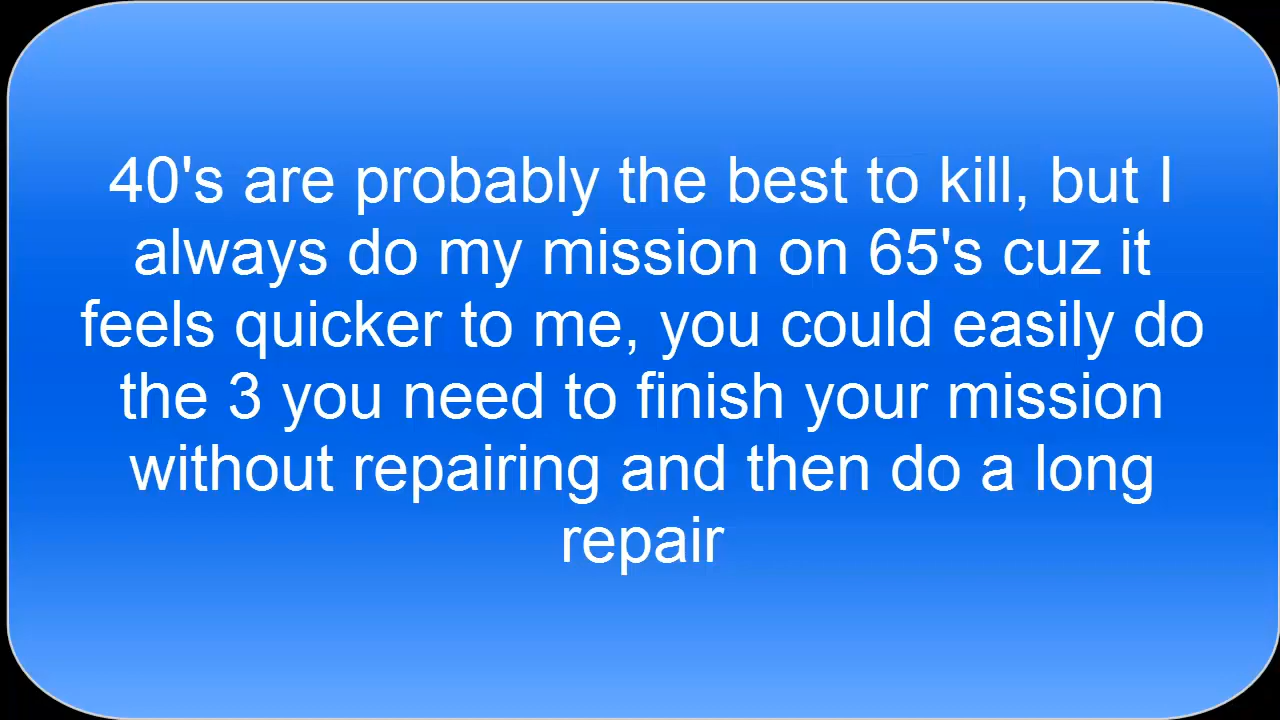 40's are probably the best to kill, but I
always do my mission on 65's cuz it
feels quicker to me, you could easily do
the 3 you need to finish your mission
without repairing and then do a long
repair